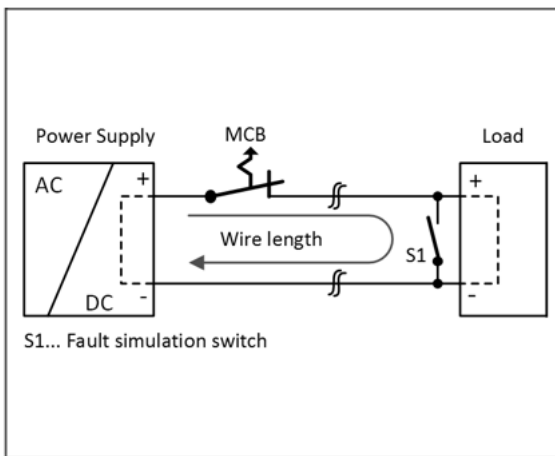 Power Supply
MCB
Load
AC
+
+
Wire length
S1
DC
-
-
S1... Fault simulation switch